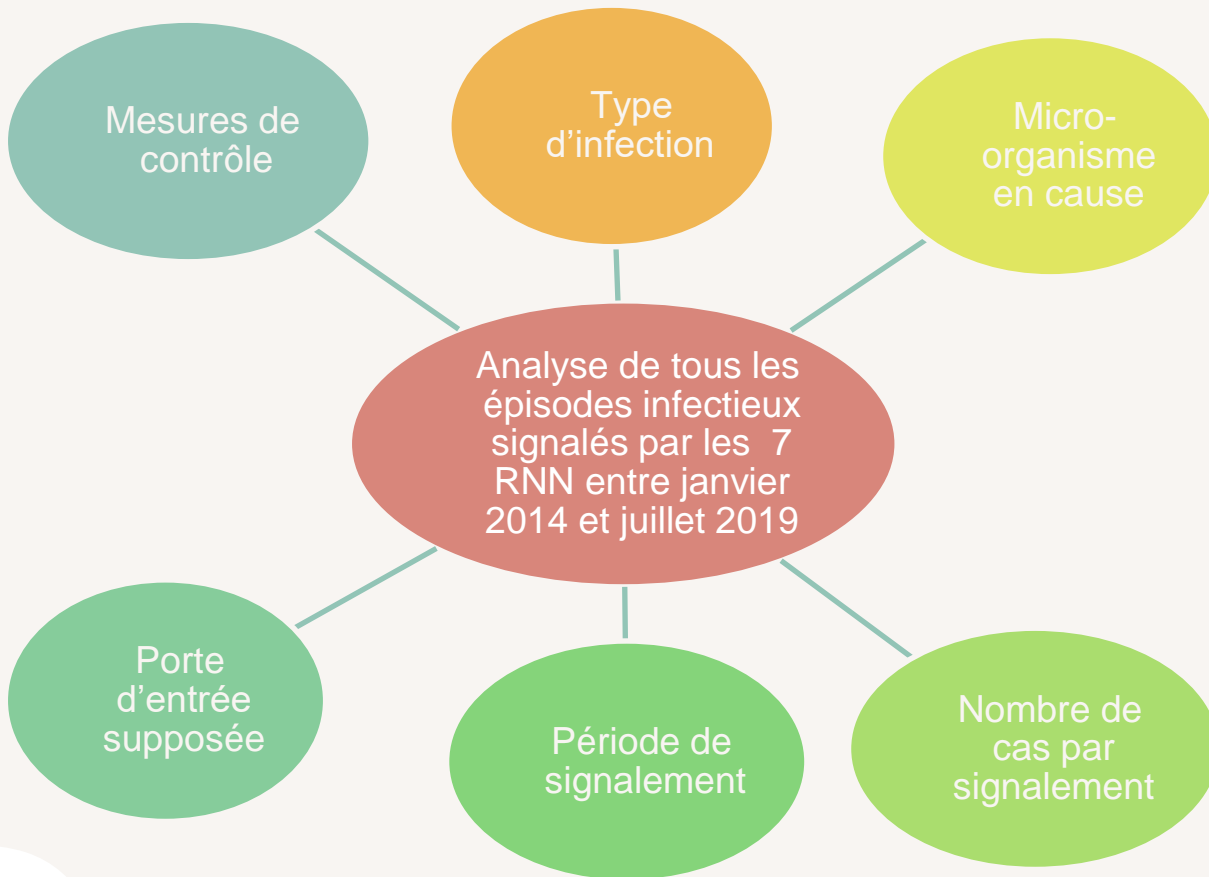 Mesures de
contrôle
Type
d'infection
Micro-
organisme
en cause
Analyse de tous les
épisodes infectieux
signalés par les 7
RNN entre janvier
2014 et juillet 2019
Porte
d'entrée
supposée
Période de
signalement
Nombre de
cas par
signalement